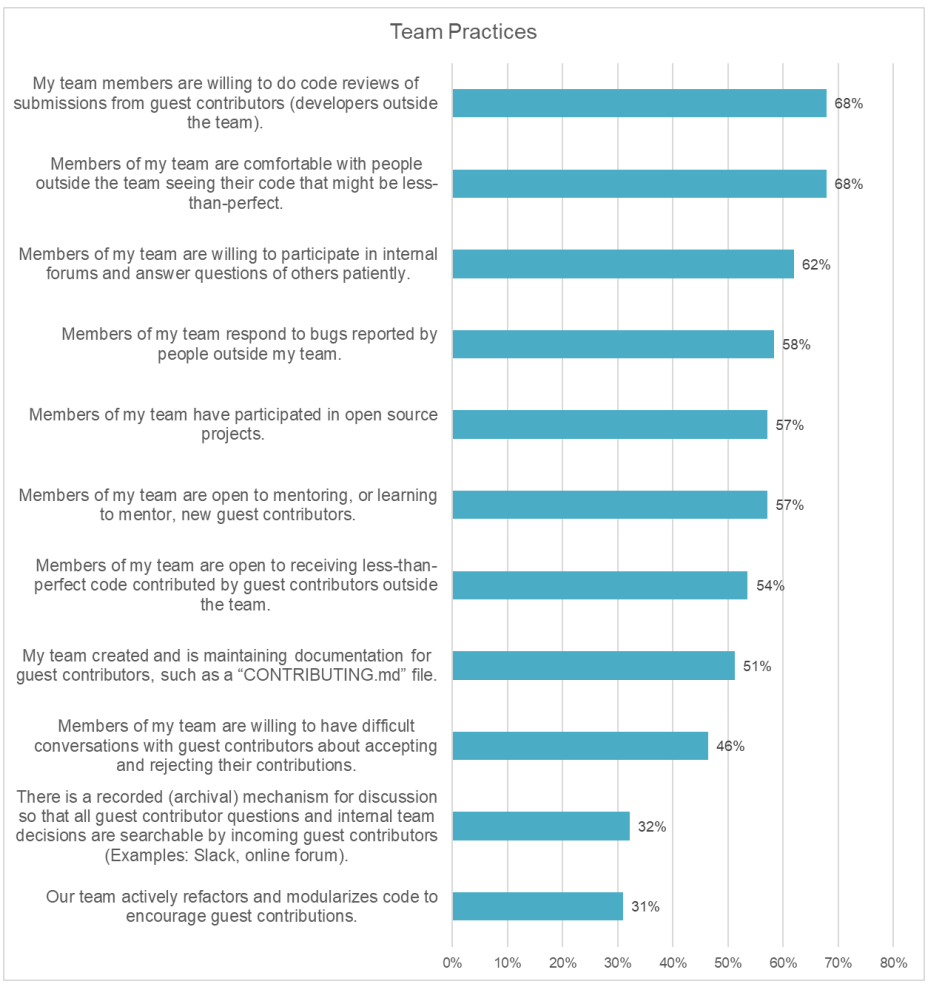 Team Practices
My team members are willing to do code reviews of
submissions from guest contributors (developers outside
the team).
68%
Members of my team are comfortable with people
outside the team seeing their code that might be less-
than-perfect.
68%
Members of my team are willing to participate in internal
forums and answer questions of others patiently.
62%
Members of my team respond to bugs reported by
people outside my team.
58%
Members of my team have participated in open source
projects.
57%
Members of my team are open to mentoring, or learning
to mentor, new guest contributors.
57%
Members of my team are open to receiving less-than-
perfect code contributed by guest contributors outside
the team.
54%
My team created and is maintaining documentation for
guest contributors, such as a “CONTRIBUTING.md” file.
51%
Members of my team are willing to have difficult
conversations with guest contributors about accepting
and rejecting their contributions.
46%
There is a recorded (archival) mechanism for discussion
so that all guest contributor questions and internal team
decisions are searchable by incoming guest contributors
(Examples: Slack, online forum).
32%
Our team actively refactors and modularizes code to
encourage guest contributions.
31%
0% 10% 20% 30% 40% 50% 60% 70% 80%